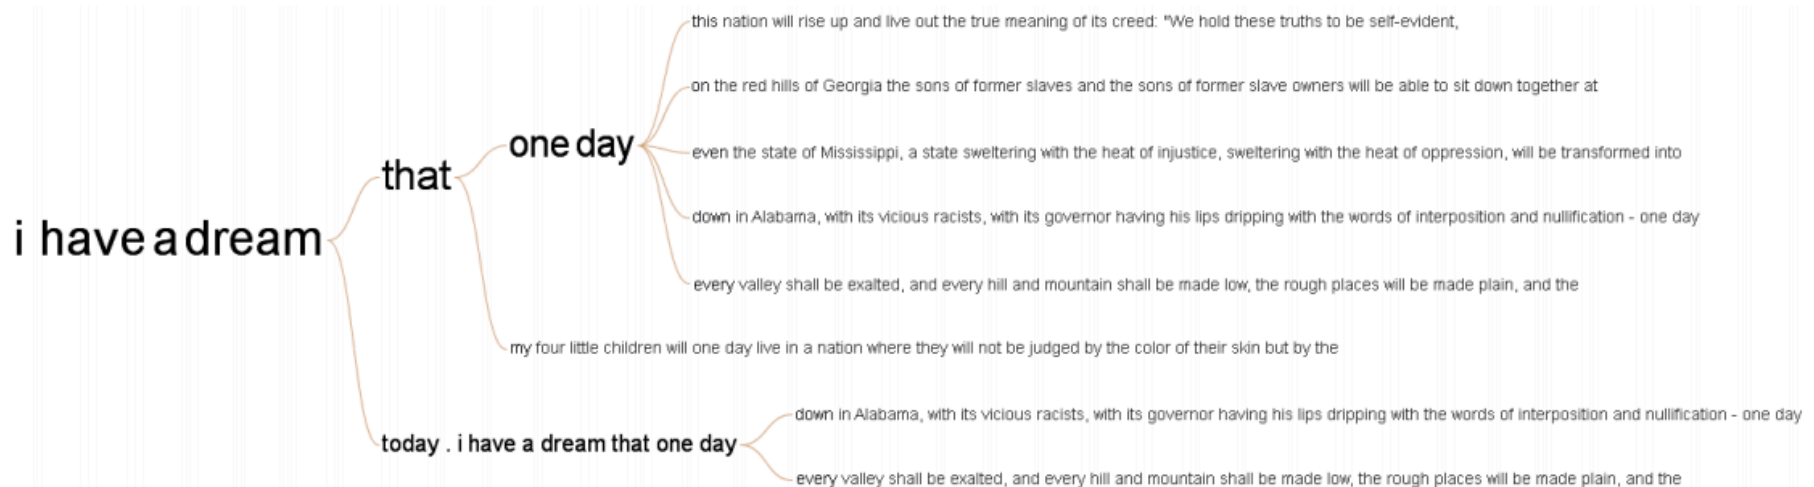 this nation will rise up and live out the true meaning of its creed: "We hold these truths to be self-evident,
on the red hills of Georgia the sons of former slaves and the sons of former slave owners will be able to sit down together at
one day
even the state of Mississippi, a state sweltering with the heat of injustice, sweltering with the heat of oppression, will be transformed into
that
down in Alabama, with its vicious racists, with its governor having his lips dripping with the words of interposition and nullification - one day
i have a dream
every valley shall be exalted, and every hill and mountain shall be made low, the rough places will be made plain, and the
my four little children will one day live in a nation where they will not be judged by the color of their skin but by the
down in Alabama, with its vicious racists, with its governor having his lips dripping with the words of interposition and nullification - one day
today . i have a dream that one day
every valley shall be exalted, and every hill and mountain shall be made low, the rough places will be made plain, and the